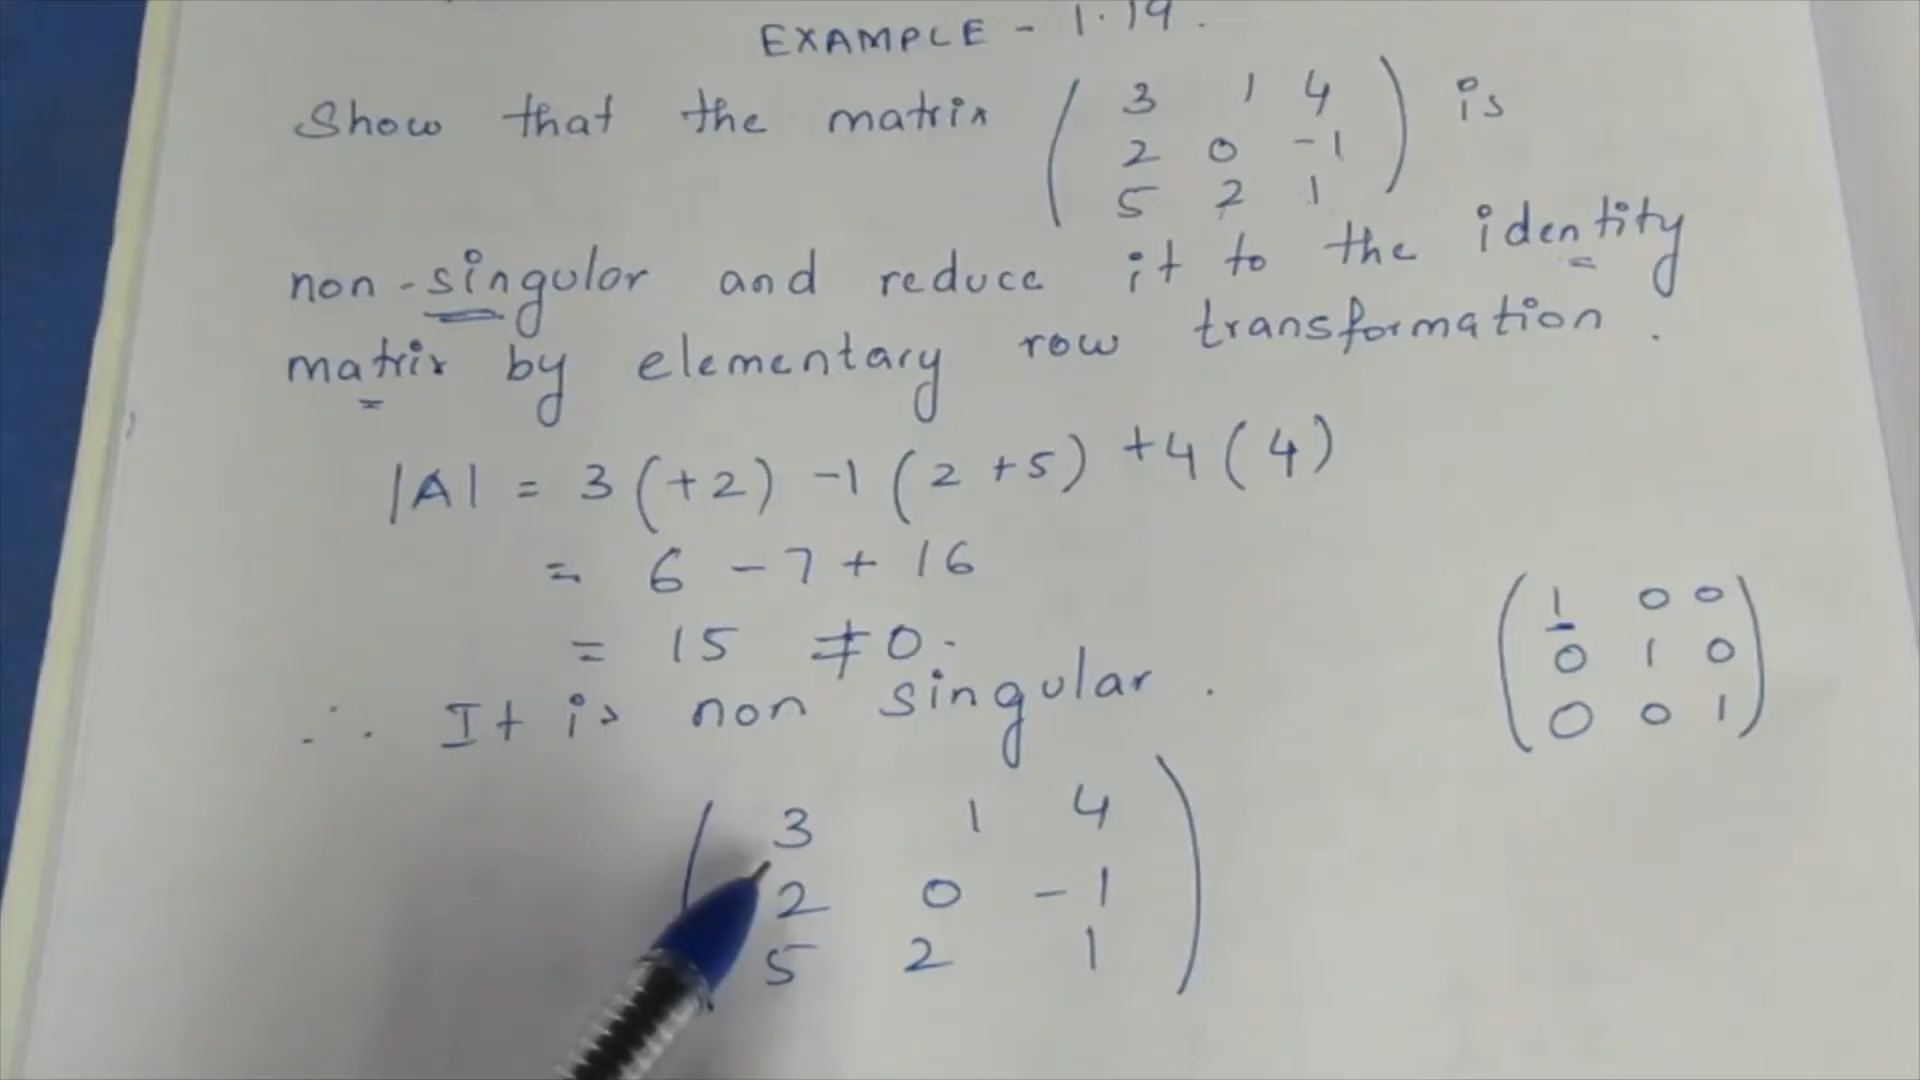 EXAMPLE - 1.19.
Show that the matrix ( 3 1 4 ) is
2 0 -1
5 2 1
non-singular and reduce it to the identity
matrix by elementary row transformation.
|A| = 3(+2) -1(2+5) +4(4)
= 6 - 7 + 16
= 15 ≠ 0.
∴ It is non singular.
1 0 0
0 1 0
0 0 1
3 1 4
2 0 -1
5 2 1